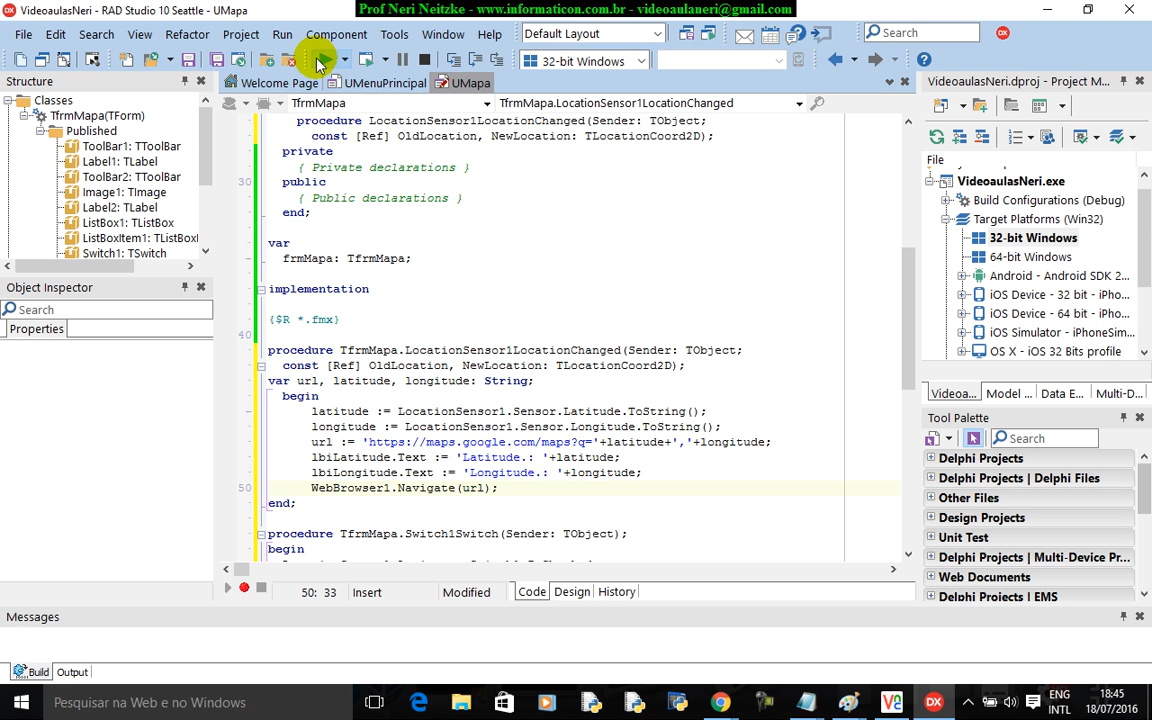 VideoaulasNeri - RAD Studio 10 Seattle - UMapa
Prof Neri Neitzke - www.informaticon.com.br - videoaulaneri@gmail.com
File Edit Search View Refactor Project Run Component Tools Window Help
Default Layout
Search
32-bit Windows
Structure
Welcome Page
UMenuPrincipal
UMapa
VideoaulasNeri.dproj - Project M...
TfrmMapa
TfrmMapa.LocationSensor1LocationChanged
Classes
TfrmMapa(TForm)
Published
ToolBar1: TToolBar
Label1: TLabel
ToolBar2: TToolBar
Image1: TImage
Label2: TLabel
ListBox1: TListBox
ListBoxItem1: TListBoxI
Switch1: TSwitch
Object Inspector
Search
Properties
procedure LocationSensor1LocationChanged(Sender: TObject;
const [Ref] OldLocation, NewLocation: TLocationCoord2D);
private
{ Private declarations }
30 public
{ Public declarations }
end;
var
frmMapa: TfrmMapa;
implementation
{$R *.fmx}
40
procedure TfrmMapa.LocationSensor1LocationChanged(Sender: TObject;
const [Ref] OldLocation, NewLocation: TLocationCoord2D);
var url, latitude, longitude: String;
begin
latitude := LocationSensor1.Sensor.Latitude.ToString();
longitude := LocationSensor1.Sensor.Longitude.ToString();
url := 'https://maps.google.com/maps?q='+latitude+','+longitude;
lbiLatitude.Text := 'Latitude.: '+latitude;
lbiLongitude.Text := 'Longitude.: '+longitude;
50 WebBrowser1.Navigate(url);
end;
procedure TfrmMapa.Switch1Switch(Sender: TObject);
begin
50: 33
Insert
Modified
Code
Design
History
File
VideoaulasNeri.exe
Build Configurations (Debug)
Target Platforms (Win32)
32-bit Windows
64-bit Windows
Android - Android SDK 2...
iOS Device - 32 bit - iPho...
iOS Device - 64 bit - iPho...
iOS Simulator - iPhoneSim...
OS X - iOS 32 Bits profile
Videoa...
Model ...
Data E...
Multi-D...
Tool Palette
Search
Delphi Projects
Delphi Projects | Delphi Files
Other Files
Design Projects
Unit Test
Delphi Projects | Multi-Device Pr...
Web Documents
Delphi Projects | EMS
Messages
Build
Output
Pesquisar na Web e no Windows
ENG
INTL
18:45
18/07/2016